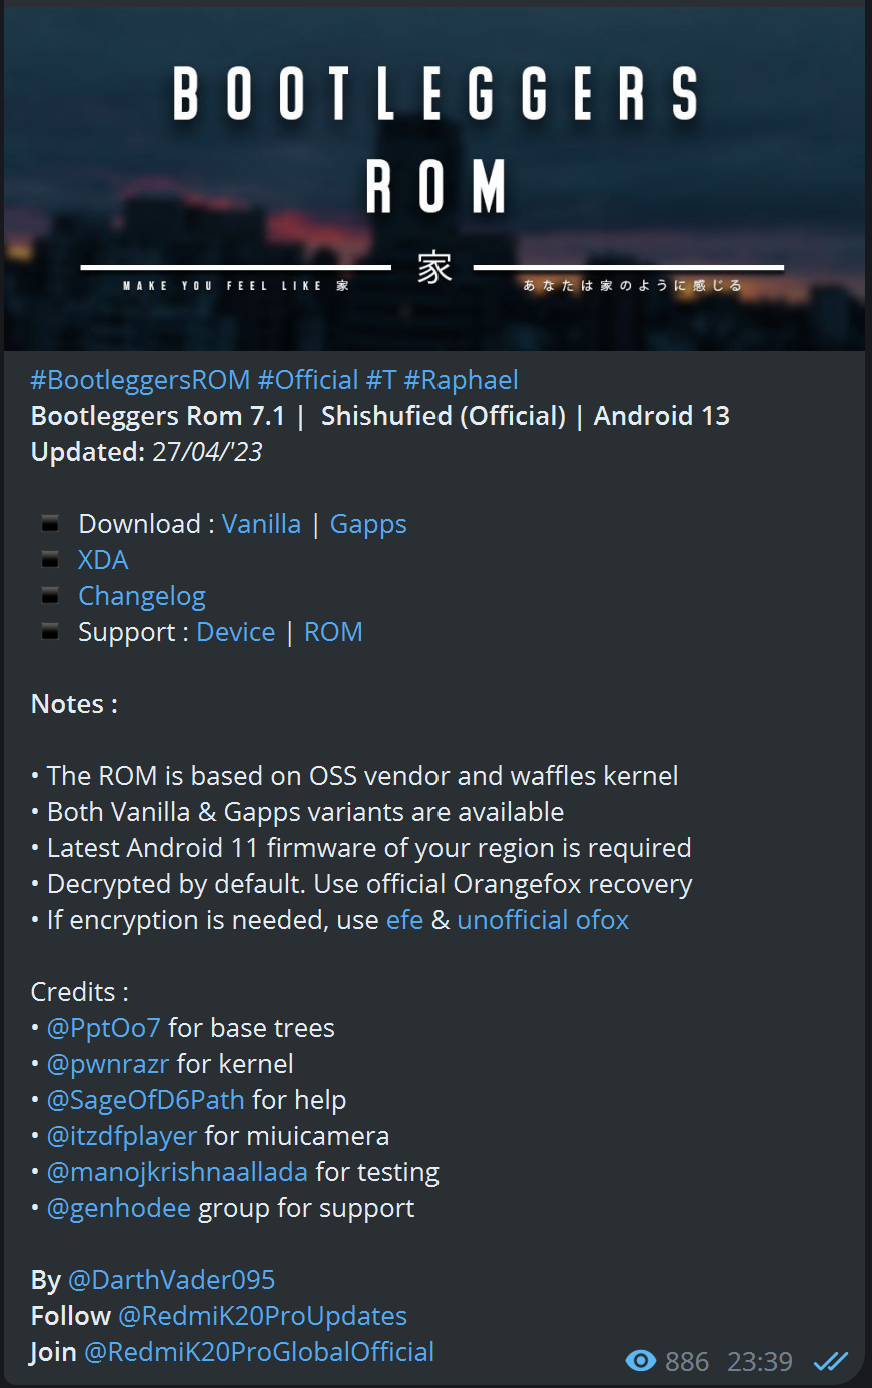 BOOTLEGGERS
ROM
家
MAKE YOU FEEL LIKE 家
あなたは家のように感じる
#BootleggersROM #Official #T #Raphael
Bootleggers Rom 7.1 | Shishufied (Official) | Android 13
Updated: 27/04/'23
Download : Vanilla | Gapps
XDA
Changelog
Support : Device | ROM
Notes :
• The ROM is based on OSS vendor and waffles kernel
• Both Vanilla & Gapps variants are available
• Latest Android 11 firmware of your region is required
• Decrypted by default. Use official Orangefox recovery
• If encryption is needed, use efe & unofficial ofox
Credits :
• @PptOo7 for base trees
• @pwnrazr for kernel
• @SageOfD6Path for help
• @itzdfplayer for miuicamera
• @manojkrishnaallada for testing
• @genhodee group for support
By @DarthVader095
Follow @RedmiK20ProUpdates
Join @RedmiK20ProGlobalOfficial
886 23:39